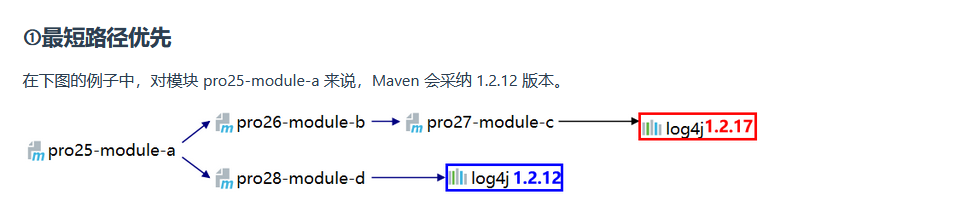 ①最短路径优先
在下图的例子中，对模块 pro25-module-a 来说，Maven 会采纳 1.2.12 版本。
pro26-module-b pro27-module-c log4j 1.2.17
pro25-module-a
pro28-module-d log4j 1.2.12